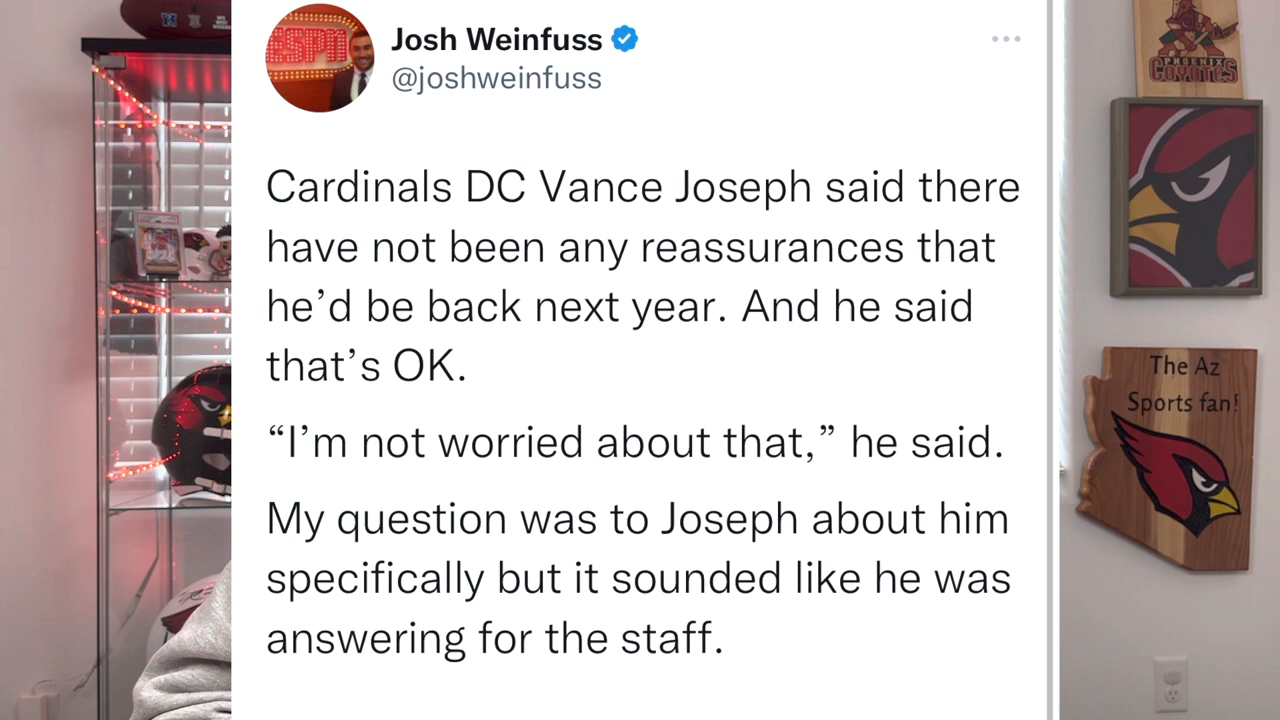 ESPN
Josh Weinfuss
@joshweinfuss
Cardinals DC Vance Joseph said there
have not been any reassurances that
he’d be back next year. And he said
that’s OK.
“I’m not worried about that,” he said.
My question was to Joseph about him
specifically but it sounded like he was
answering for the staff.
PHOENIX
COYOTES
The Az
Sports fan!